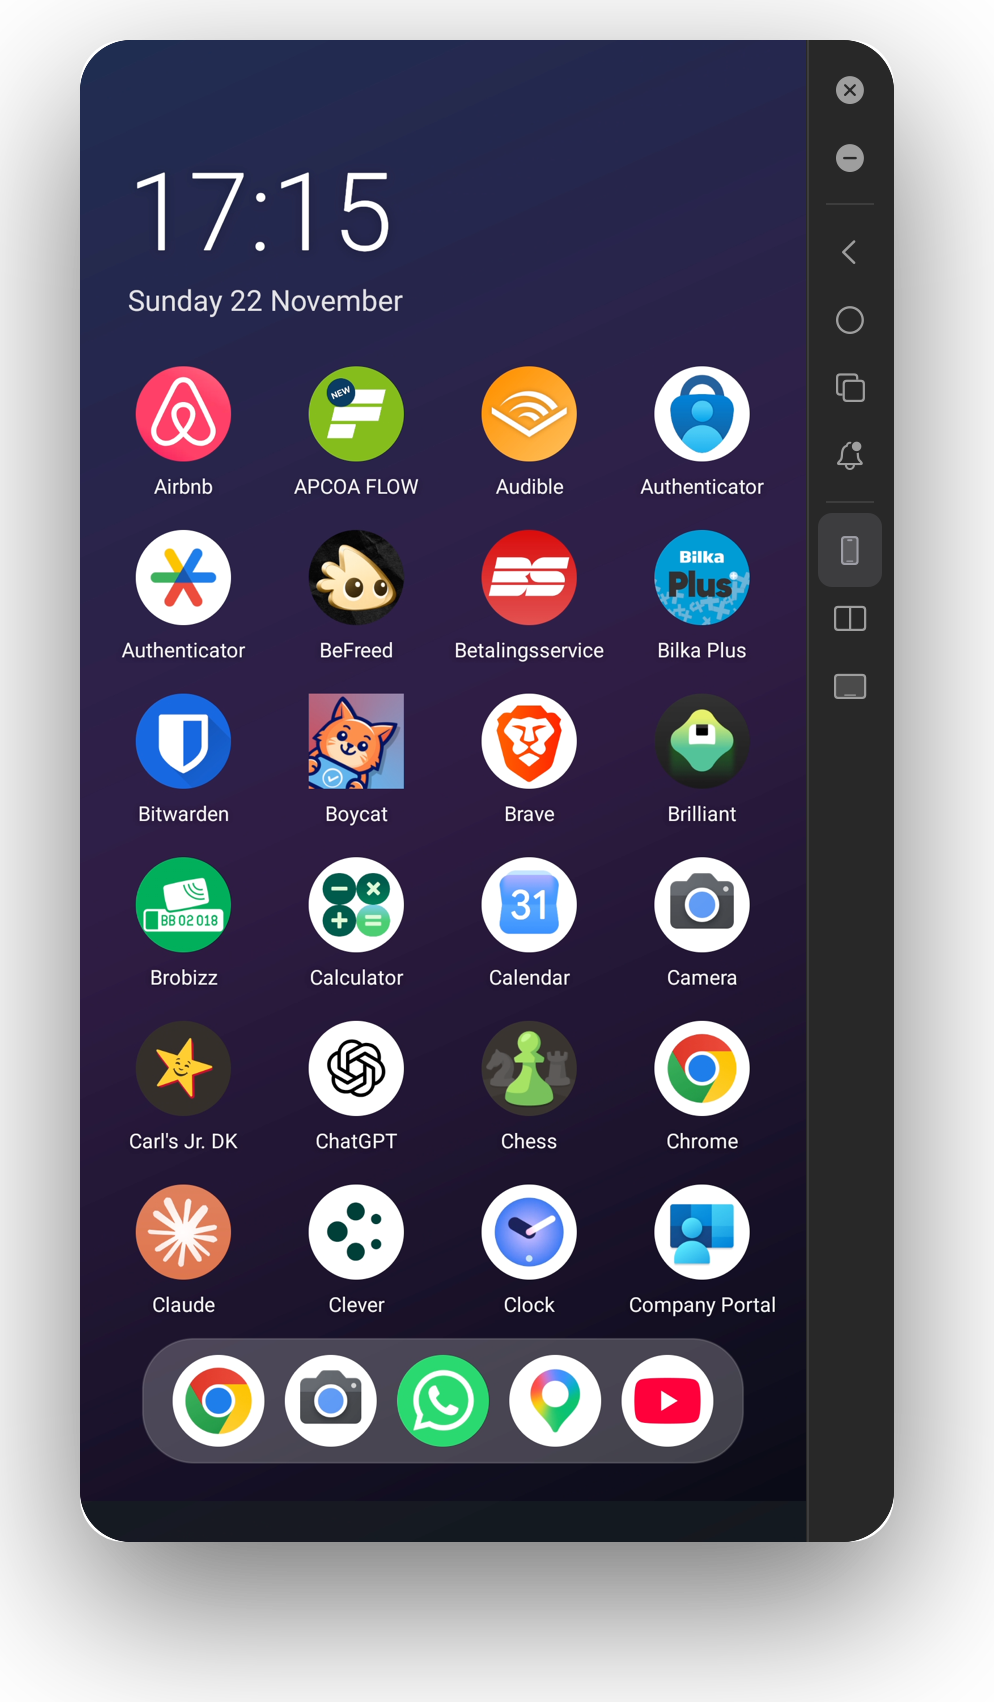 17:15
Sunday 22 November
NEW
Airbnb
APCOA FLOW
Audible
Authenticator
BS
Bilka
Plus
Authenticator
BeFreed
Betalingsservice
Bilka Plus
Bitwarden
Boycat
Brave
Brilliant
BB 02 018
31
Brobizz
Calculator
Calendar
Camera
Carl's Jr. DK
ChatGPT
Chess
Chrome
Claude
Clever
Clock
Company Portal